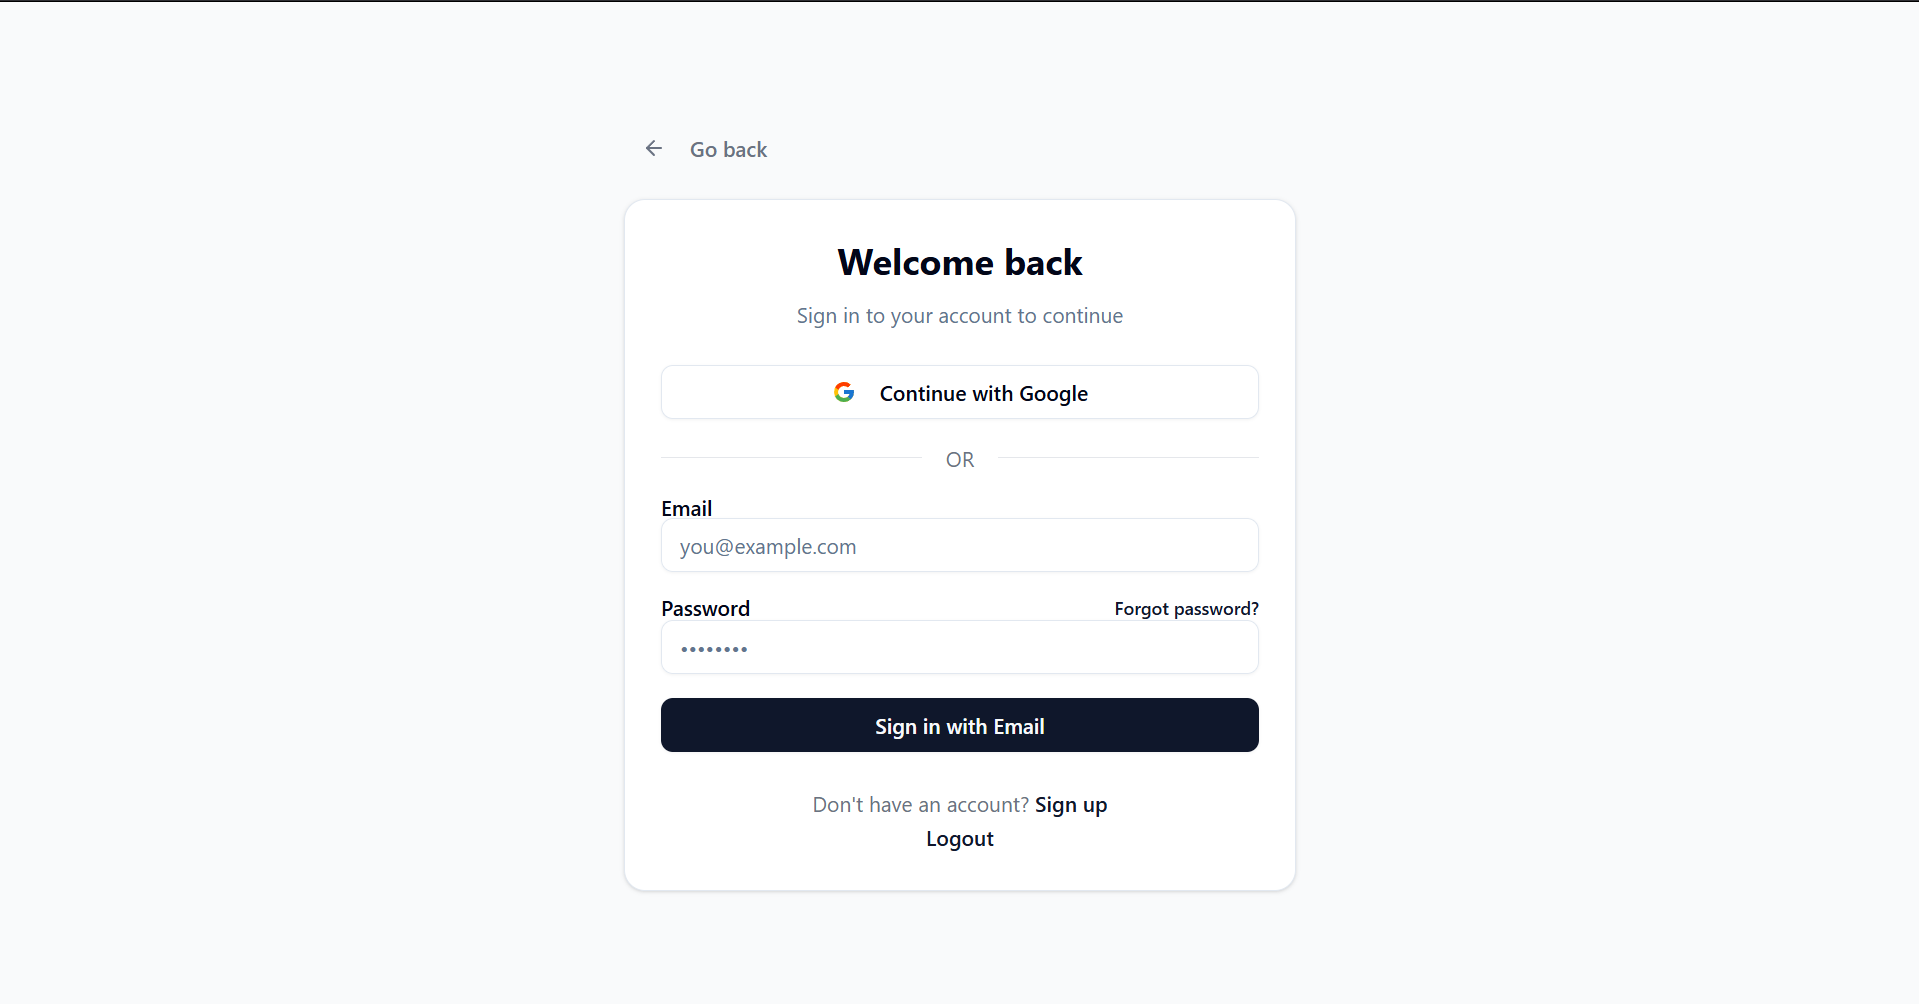 Go back
Welcome back
Sign in to your account to continue
Continue with Google
OR
Email
you@example.com
Password Forgot password?
••••••••
Sign in with Email
Don't have an account? Sign up
Logout